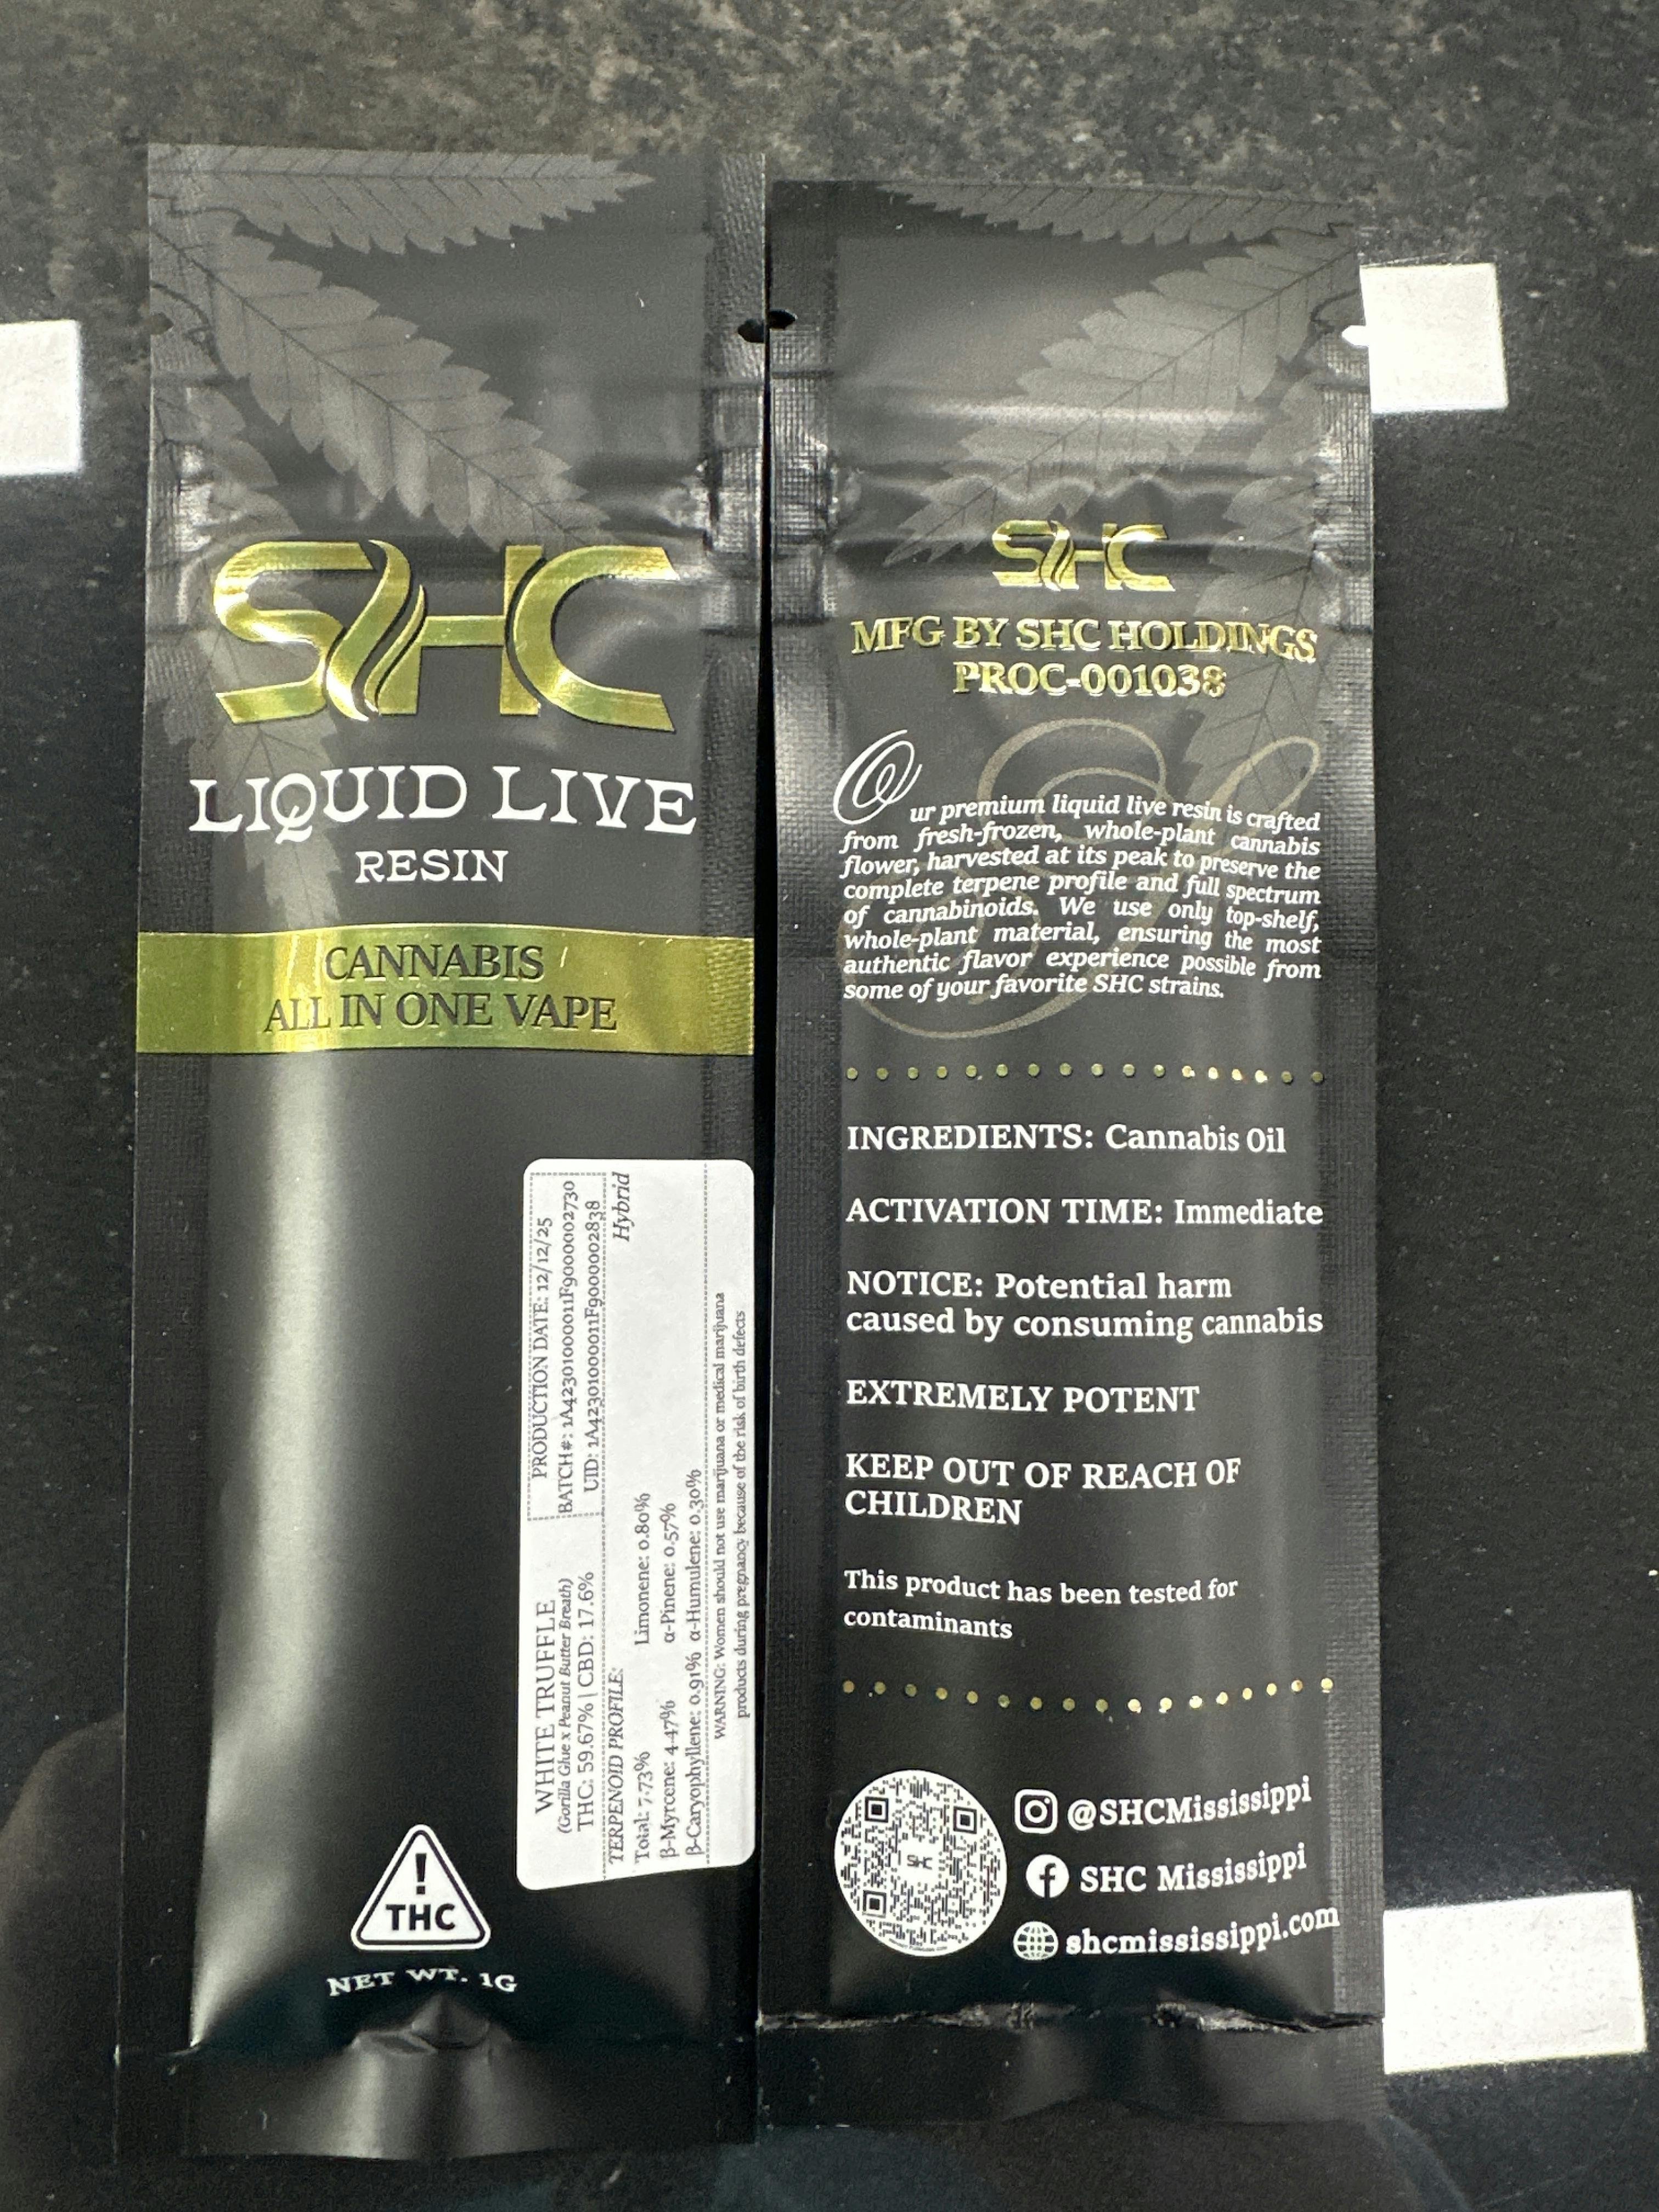 SHC
LIQUID LIVE
RESIN
CANNABIS
ALL IN ONE VAPE
WHITE TRUFFLE
(Gorilla Glue x Peanut Butter Breath)
THC: 59.67% | CBD: 17.6%
PRODUCTION DATE: 12/12/25
BATCH#: 1A42301000011F9000002730
UID: 1A42301000011F9000002838
TERPENOID PROFILE:
Hybrid
Total: 7.73%
Limonene: 0.80%
β-Myrcene: 4.47%
α-Pinene: 0.57%
β-Caryophyllene: 0.91%
α-Humulene: 0.30%
WARNING: Women should not use marijuana or medical marijuana
products during pregnancy because of the risk of birth defects
!
THC
NET WT. 1G
SHC
MFG BY SHC HOLDINGS
PROC-001038
Our premium liquid live resin is crafted
from fresh-frozen, whole-plant cannabis
flower, harvested at its peak to preserve the
complete terpene profile and full spectrum
of cannabinoids. We use only top-shelf,
whole-plant material, ensuring the most
authentic flavor experience possible from
some of your favorite SHC strains.
INGREDIENTS: Cannabis Oil
ACTIVATION TIME: Immediate
NOTICE: Potential harm
caused by consuming cannabis
EXTREMELY POTENT
KEEP OUT OF REACH OF
CHILDREN
This product has been tested for
contaminants
SHC
@SHCMississippi
SHC Mississippi
shcmississippi.com